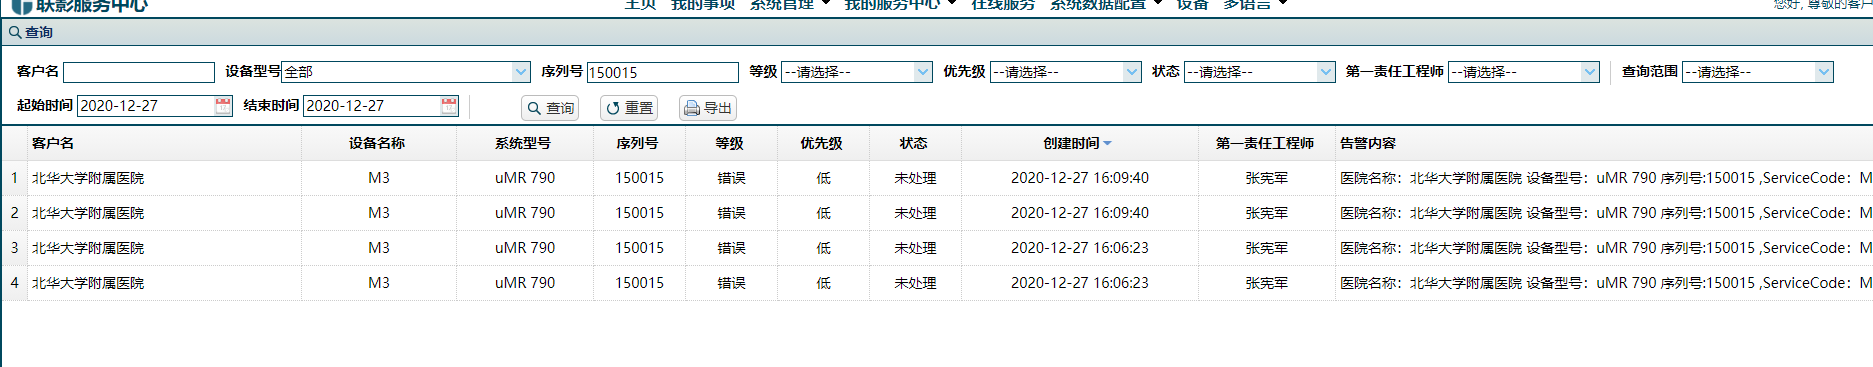 联影服务中心 主页 我的事项 系统管理 我的服务中心 在线服务 系统数据配置 设备 多语言 您好, 尊敬的客户
查询
客户名 设备型号 全部 序列号 150015 等级 --请选择-- 优先级 --请选择-- 状态 --请选择-- 第一责任工程师 --请选择-- 查询范围 --请选择--
起始时间 2020-12-27 结束时间 2020-12-27 查询 重置 导出
客户名 设备名称 系统型号 序列号 等级 优先级 状态 创建时间 第一责任工程师 告警内容
1 北华大学附属医院 M3 uMR 790 150015 错误 低 未处理 2020-12-27 16:09:40 张宪军 医院名称：北华大学附属医院 设备型号：uMR 790 序列号:150015 ,ServiceCode：M
2 北华大学附属医院 M3 uMR 790 150015 错误 低 未处理 2020-12-27 16:09:40 张宪军 医院名称：北华大学附属医院 设备型号：uMR 790 序列号:150015 ,ServiceCode：M
3 北华大学附属医院 M3 uMR 790 150015 错误 低 未处理 2020-12-27 16:06:23 张宪军 医院名称：北华大学附属医院 设备型号：uMR 790 序列号:150015 ,ServiceCode：M
4 北华大学附属医院 M3 uMR 790 150015 错误 低 未处理 2020-12-27 16:06:23 张宪军 医院名称：北华大学附属医院 设备型号：uMR 790 序列号:150015 ,ServiceCode：M